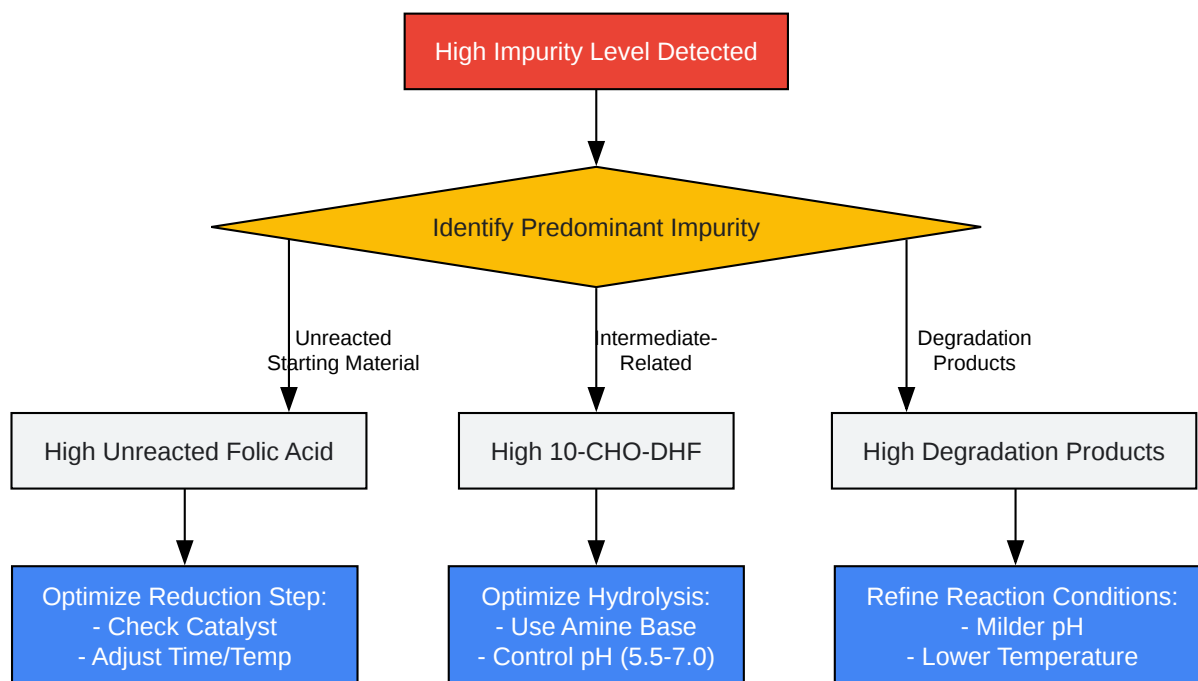 High Impurity Level Detected
Identify Predominant Impurity
Unreacted
Starting Material
Intermediate-
Related
Degradation
Products
High Unreacted Folic Acid
High 10-CHO-DHF
High Degradation Products
Optimize Reduction Step:
- Check Catalyst
- Adjust Time/Temp
Optimize Hydrolysis:
- Use Amine Base
- Control pH (5.5-7.0)
Refine Reaction Conditions:
- Milder pH
- Lower Temperature